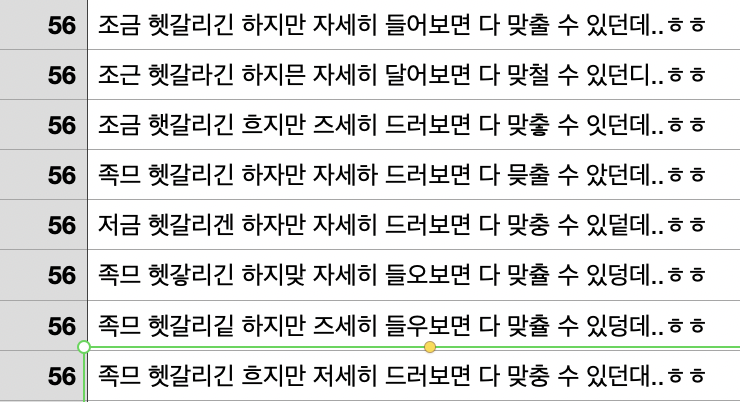 56 조금 헷갈리긴 하지만 자세히 들어보면 다 맞출 수 있던데..ㅎㅎ
56 조근 헷갈라긴 하지믄 자세히 달어보면 다 맞철 수 있던디..ㅎㅎ
56 조금 햇갈리긴 흐지만 즈세히 드러보면 다 맞춯 수 잇던데..ㅎㅎ
56 족므 헷갈리긴 하자만 자세하 드러보면 다 뭊출 수 았던데..ㅎㅎ
56 저금 헷갈리겐 하자만 자세히 드러보면 다 맞충 수 있덭데..ㅎㅎ
56 족므 헷갛리긴 하지맞 자세히 들오보면 다 맞츌 수 있덩데..ㅎㅎ
56 족므 헷갈리긭 하지만 즈세히 들우보면 다 맞츌 수 있덩데..ㅎㅎ
56 족므 헷갈리긴 흐지만 저세히 드러보면 다 맞충 수 있던대..ㅎㅎ